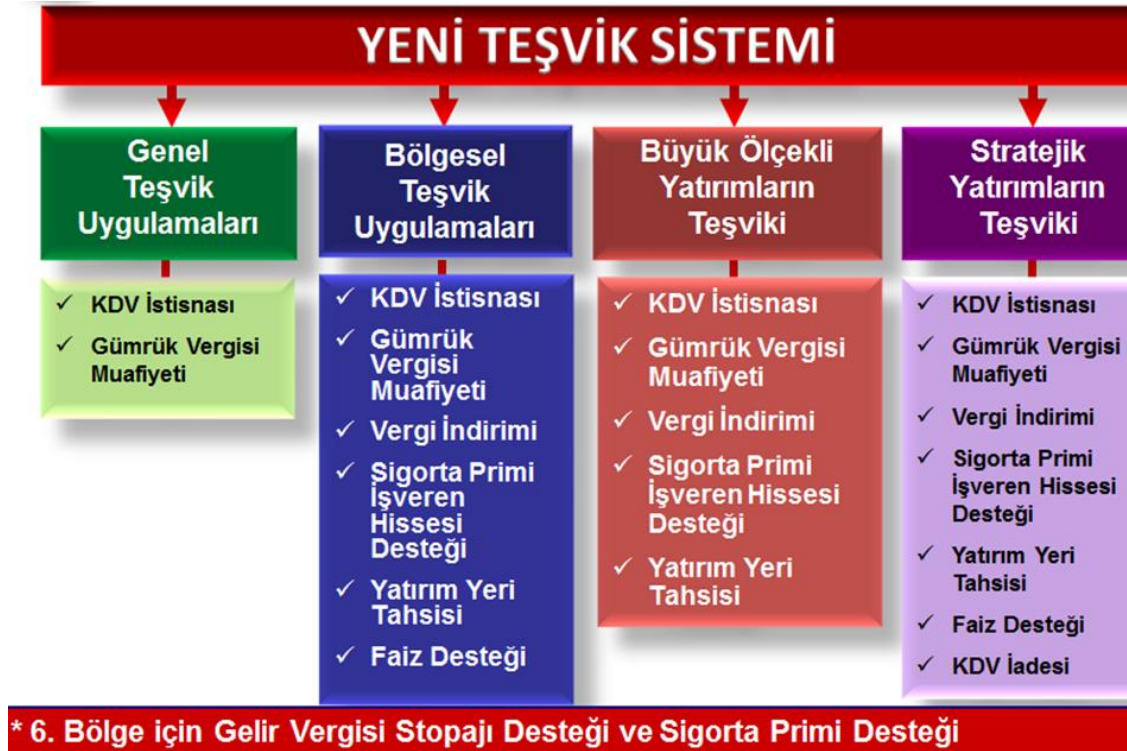 YENİ TEŞVİK SİSTEMİ
Genel
Teşvik
Uygulamaları
✓ KDV İstisnası
✓ Gümrük Vergisi
Muafiyeti
Bölgesel
Teşvik
Uygulamaları
✓ KDV İstisnası
✓ Gümrük
Vergisi
Muafiyeti
✓ Vergi İndirimi
✓ Sigorta Primi
İşveren
Hissesi
Desteği
✓ Yatırım Yeri
Tahsisi
✓ Faiz Desteği
Büyük Ölçekli
Yatırımların
Teşviki
✓ KDV İstisnası
✓ Gümrük Vergisi
Muafiyeti
✓ Vergi İndirimi
✓ Sigorta Primi
İşveren Hissesi
Desteği
✓ Yatırım Yeri
Tahsisi
Stratejik
Yatırımların
Teşviki
✓ KDV İstisnası
✓ Gümrük Vergisi
Muafiyeti
✓ Vergi İndirimi
✓ Sigorta Primi
İşveren Hissesi
Desteği
✓ Yatırım Yeri
Tahsisi
✓ Faiz Desteği
✓ KDV İadesi
* 6. Bölge için Gelir Vergisi Stopajı Desteği ve Sigorta Primi Desteği